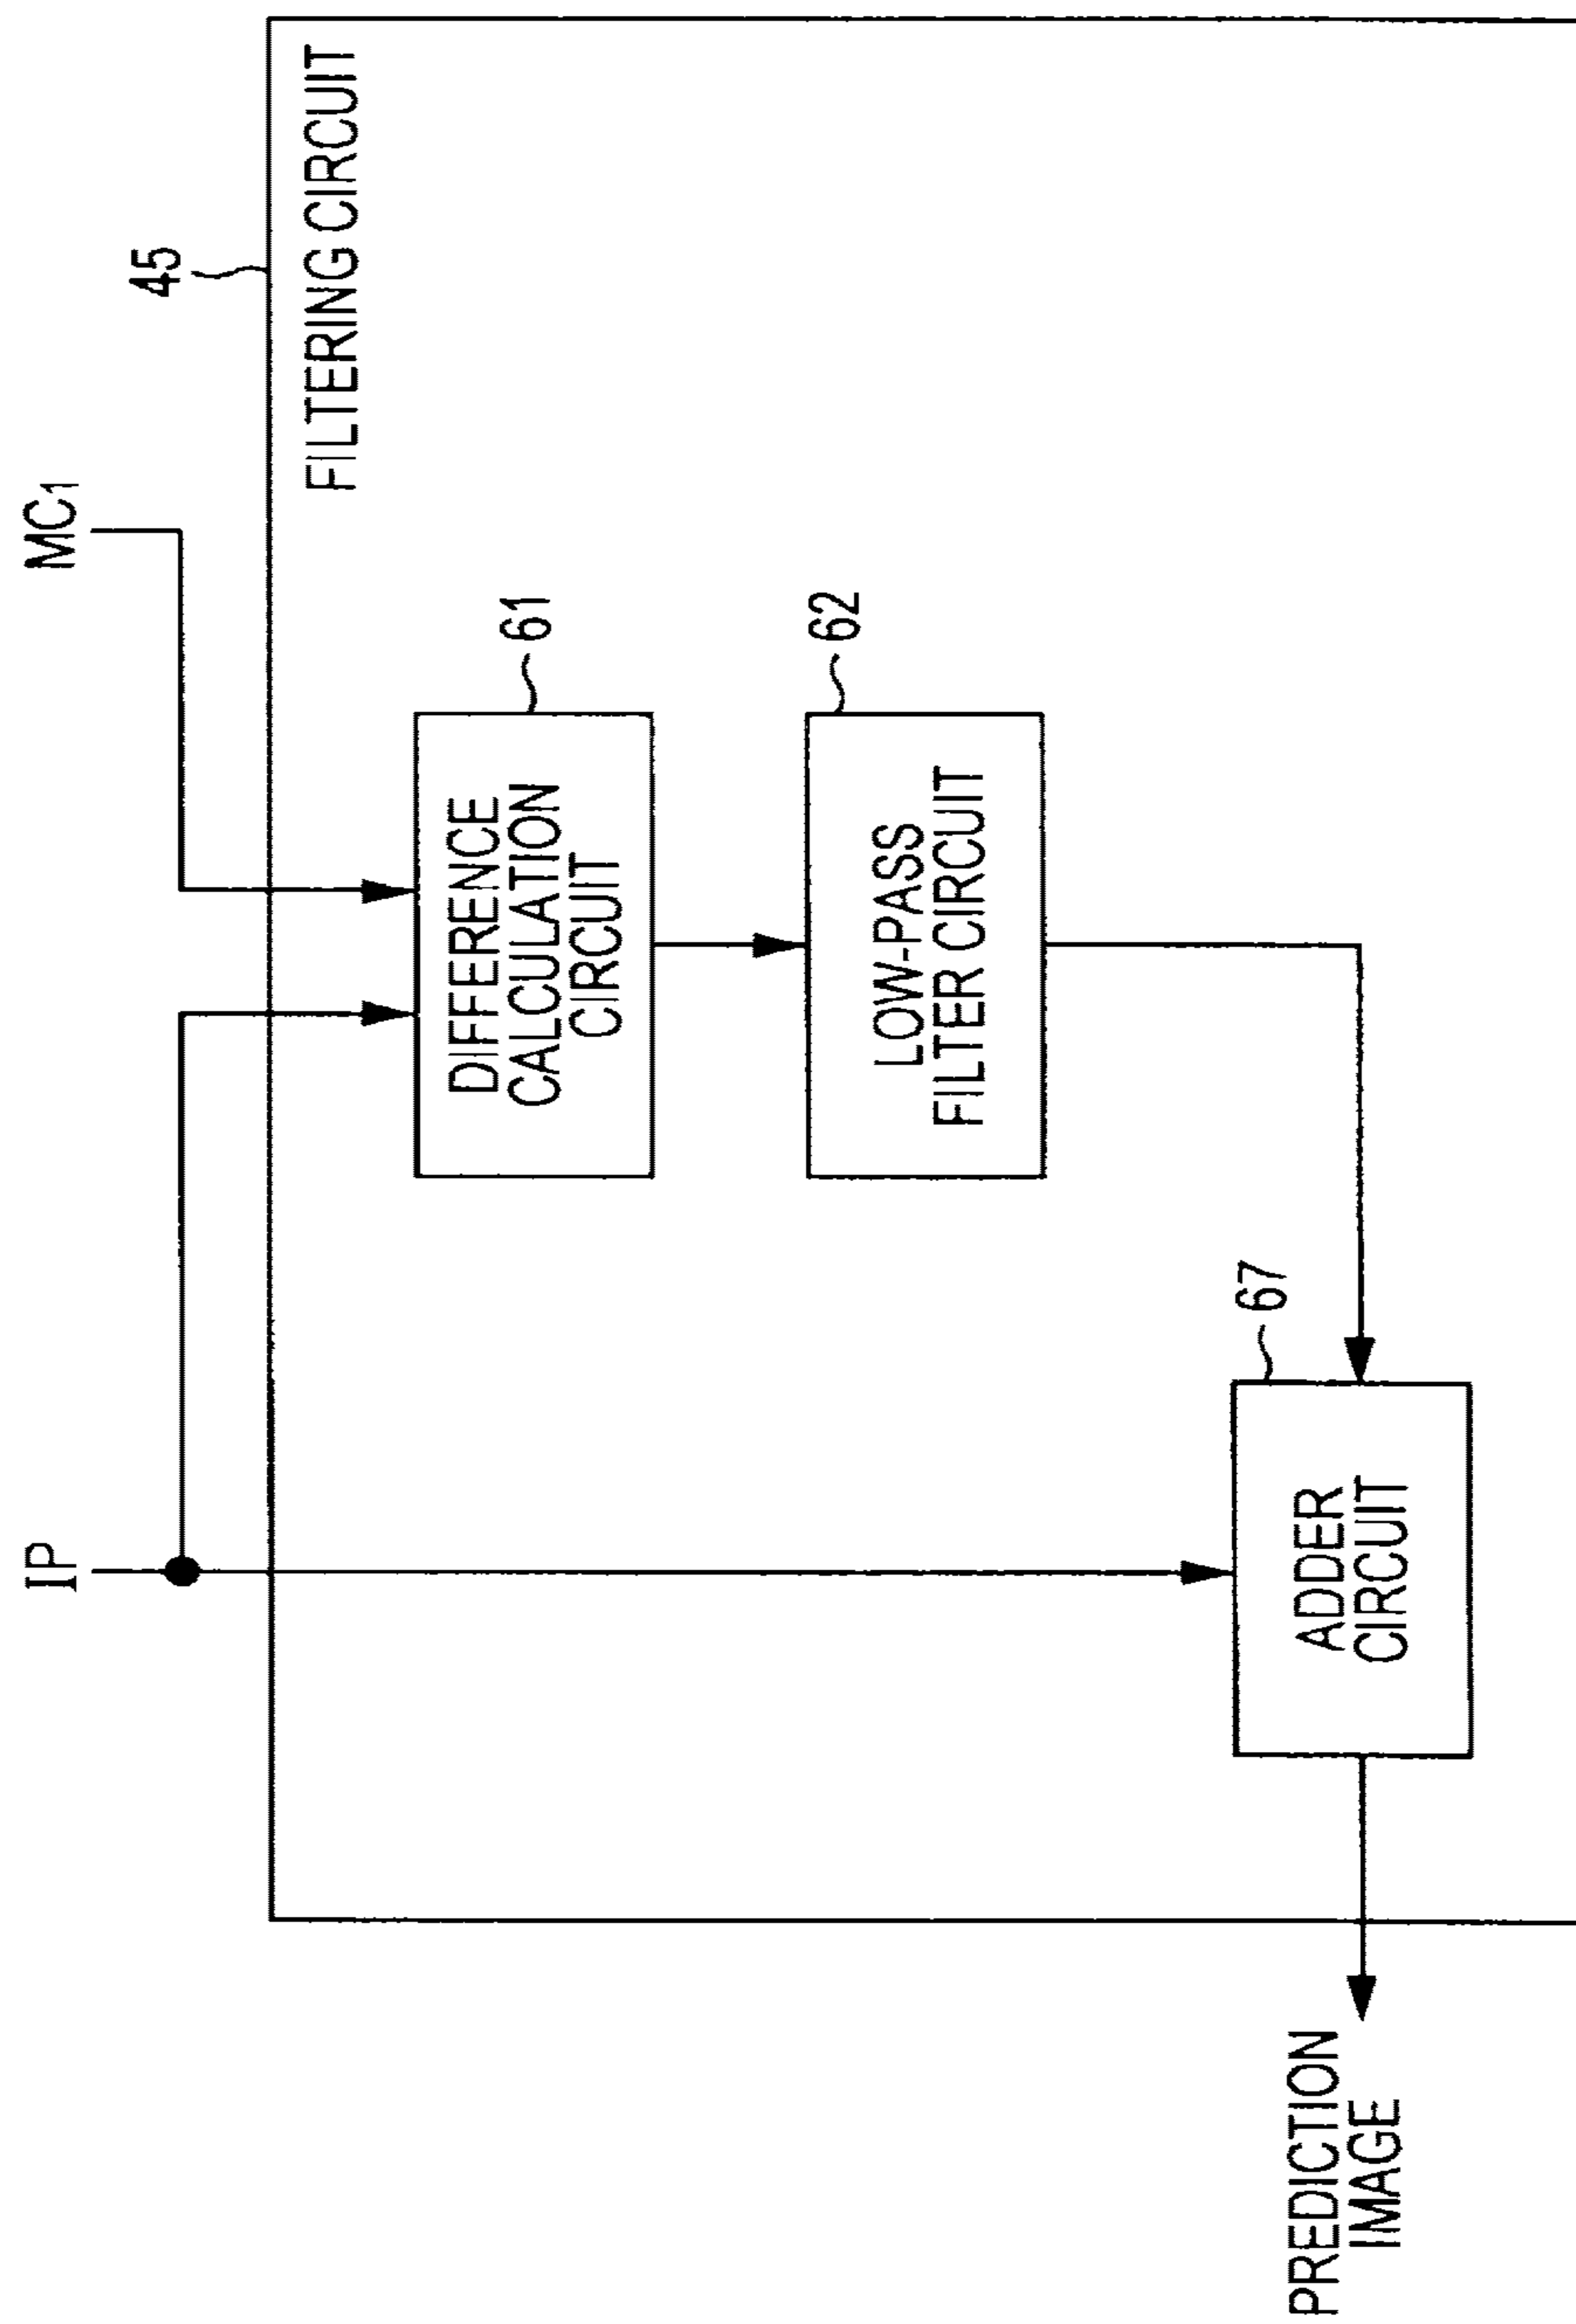 45
FILTERING CIRCUIT
IP
MC1
61
DIFFERENCE
CALCULATION
CIRCUIT
62
LOW-PASS
FILTER CIRCUIT
67
ADDER
CIRCUIT
PREDICTION
IMAGE